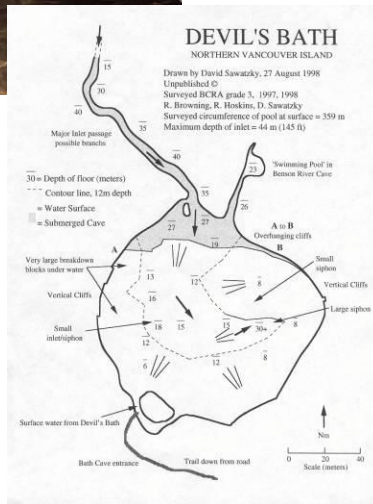 DEVIL'S BATH
NORTHERN VANCOUVER ISLAND
Drawn by David Sawatzky, 27 August 1998
Unpublished ©
Surveyed BCRA grade 3, 1997, 1998
R. Browning, R. Hoskins, D. Sawatzky
Surveyed circumference of pool at surface = 359 m
Maximum depth of inlet = 44 m (145 ft)
15
30
40
35
Major Inlet passage
possible branchs
40
'Swimming Pool' in
Benson River Cave
23
30 = Depth of floor (meters)
---- Contour line, 12m depth
= Water Surface
= Submerged Cave
35
26
27
27
19
A to B
Overhanging cliffs
A
B
Very large breakdown
blocks under water
Small
siphon
13
12
8
Vertical Cliffs
Vertical Cliffs
16
Large siphon
Small
inlet/siphon
18
15
15
30+
8
12
6
12
8
Surface water from Devil's Bath
Nm
Bath Cave entrance
Trail down from road
0 20 40
Scale (meters)